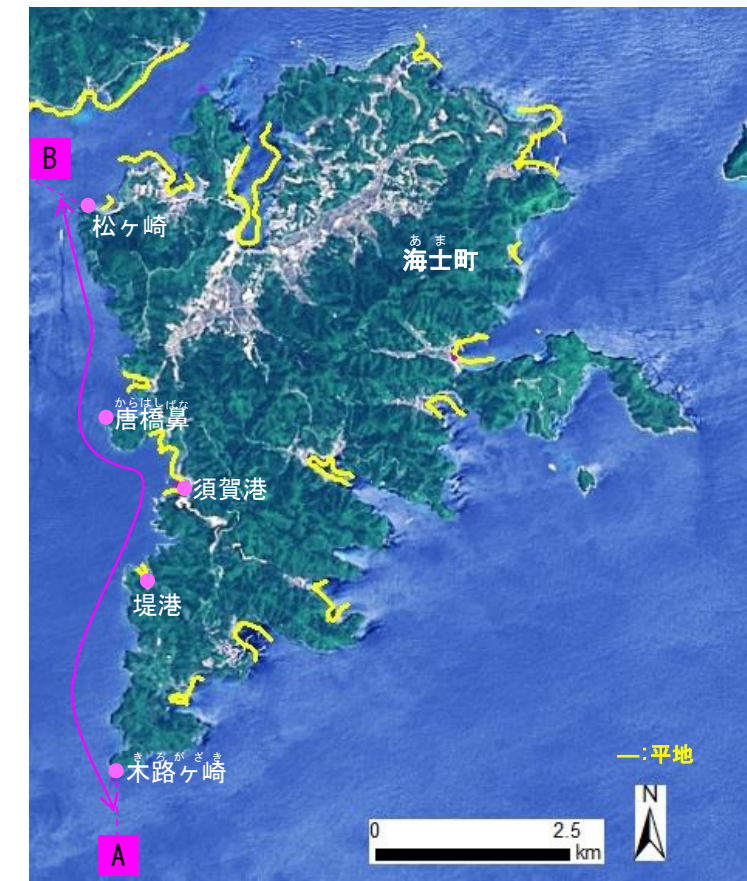 B
松ヶ崎
あま
海士町
からはしばな
唐橋鼻
須賀港
堤港
きろがざき
木路ヶ崎
A
―:平地
N
0 2.5
km